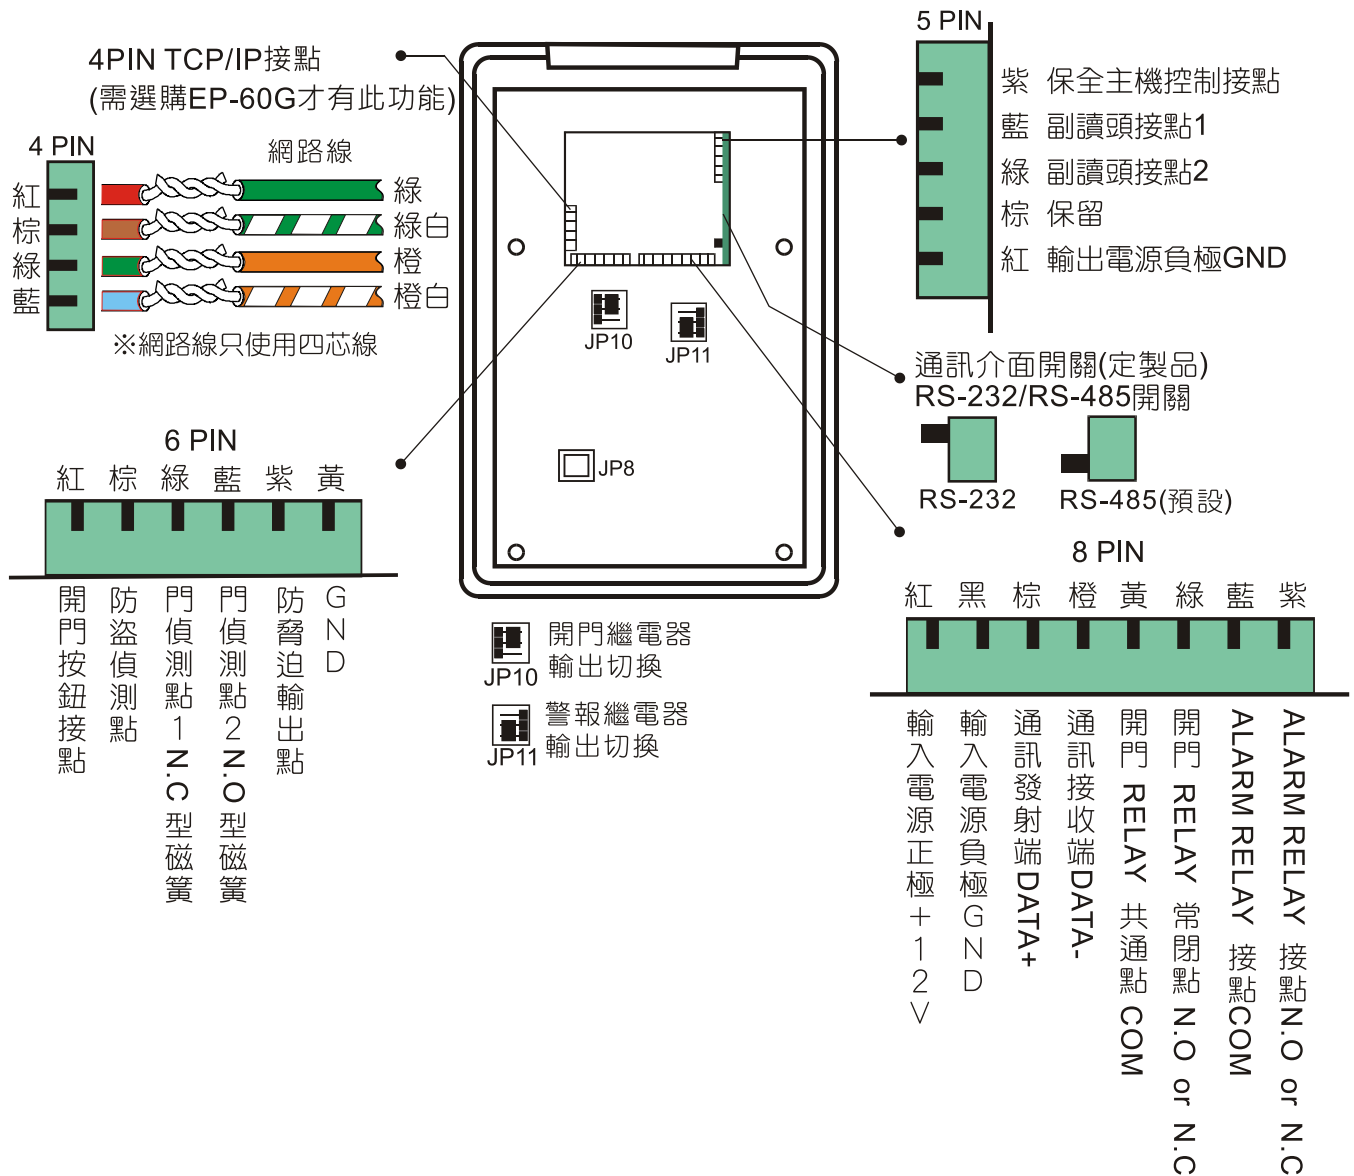 4PIN TCP/IP接點
(需選購EP-60G才有此功能)
4 PIN
網路線
紅
棕
綠
藍
綠
綠白
橙
橙白
※網路線只使用四芯線
5 PIN
紫 保全主機控制接點
藍 副讀頭接點1
綠 副讀頭接點2
棕 保留
紅 輸出電源負極GND
JP10
JP11
JP8
通訊介面開關(定製品)
RS-232/RS-485開關
RS-232
RS-485(預設)
6 PIN
紅 棕 綠 藍 紫 黃
開門按鈕接點
防盜偵測點
門偵測點1 N.C 型磁簧
門偵測點2 N.O 型磁簧
防脅迫輸出點
GND
JP10
開門繼電器
輸出切換
JP11
警報繼電器
輸出切換
8 PIN
紅 黑 棕 橙 黃 綠 藍 紫
輸入電源正極+12V
輸入電源負極GND
通訊發射端DATA+
通訊接收端DATA-
開門 RELAY 共通點 COM
開門 RELAY 常閉點 N.O or N.C
ALARM RELAY 接點COM
ALARM RELAY 接點N.O or N.C